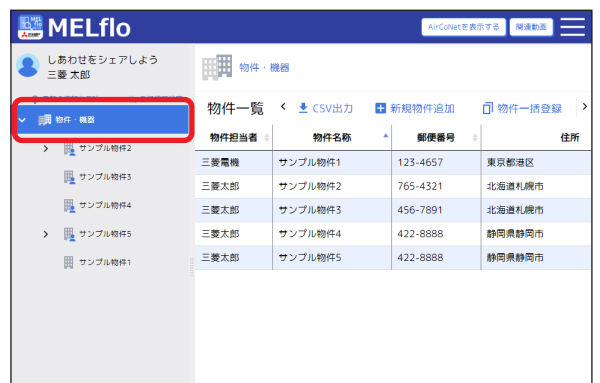 MELflo
AirCoNetを表示する
関連動画
しあわせをシェアしよう
三菱 太郎
物件・機器
サンプル物件2
サンプル物件3
サンプル物件4
サンプル物件5
サンプル物件1
物件・機器
物件一覧
CSV出力
新規物件追加
物件一括登録
物件担当者 物件名称 郵便番号 住所
三菱電機 サンプル物件1 123-4657 東京都港区
三菱太郎 サンプル物件2 765-4321 北海道札幌市
三菱太郎 サンプル物件3 456-7891 北海道札幌市
三菱太郎 サンプル物件4 422-8888 静岡県静岡市
三菱太郎 サンプル物件5 422-8888 静岡県静岡市